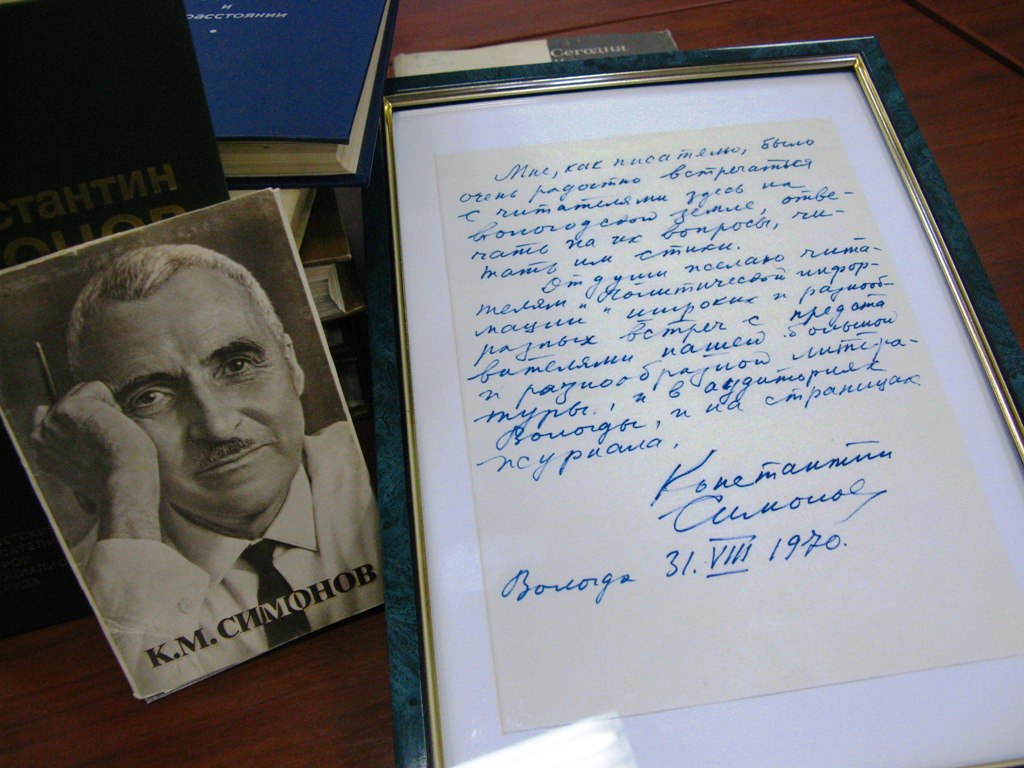 и
расстоянии
Сегодня
стантин
К.М. СИМОНОВ
Мне, как писателю, было
очень радостно встречаться
с читателями здесь на
вологодской земле, отве-
чать на их вопросы, чи-
тать им стихи.
От души желаю чита-
телям "Политической инфор-
мации" широких и разнооб-
разных встреч с предста
вителями нашей большой
и разнообразной литера-
туры, и в аудиториях
Вологды, и на страницах
журнала.
Константин
Симонов
Вологда 31. VIII 1970.